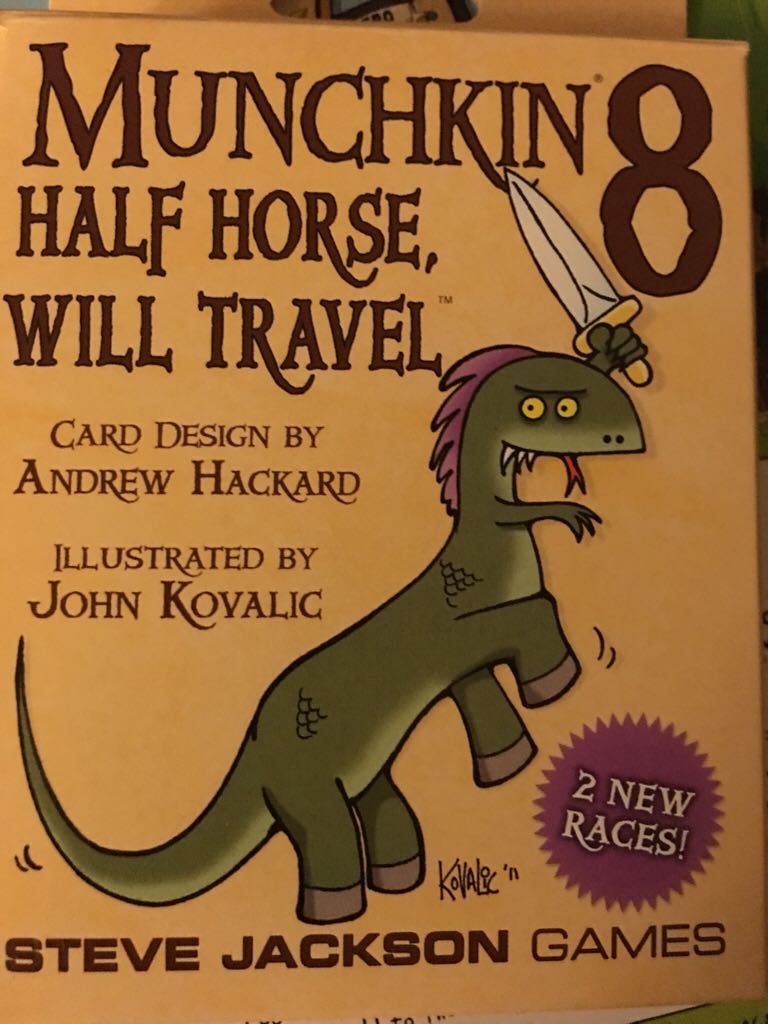 MUNCHKIN® 8
HALF HORSE,
WILL TRAVEL™
CARD DESIGN BY
ANDREW HACKARD
ILLUSTRATED BY
JOHN KOVALIC
2 NEW
RACES!
KOVALIC '11
STEVE JACKSON GAMES